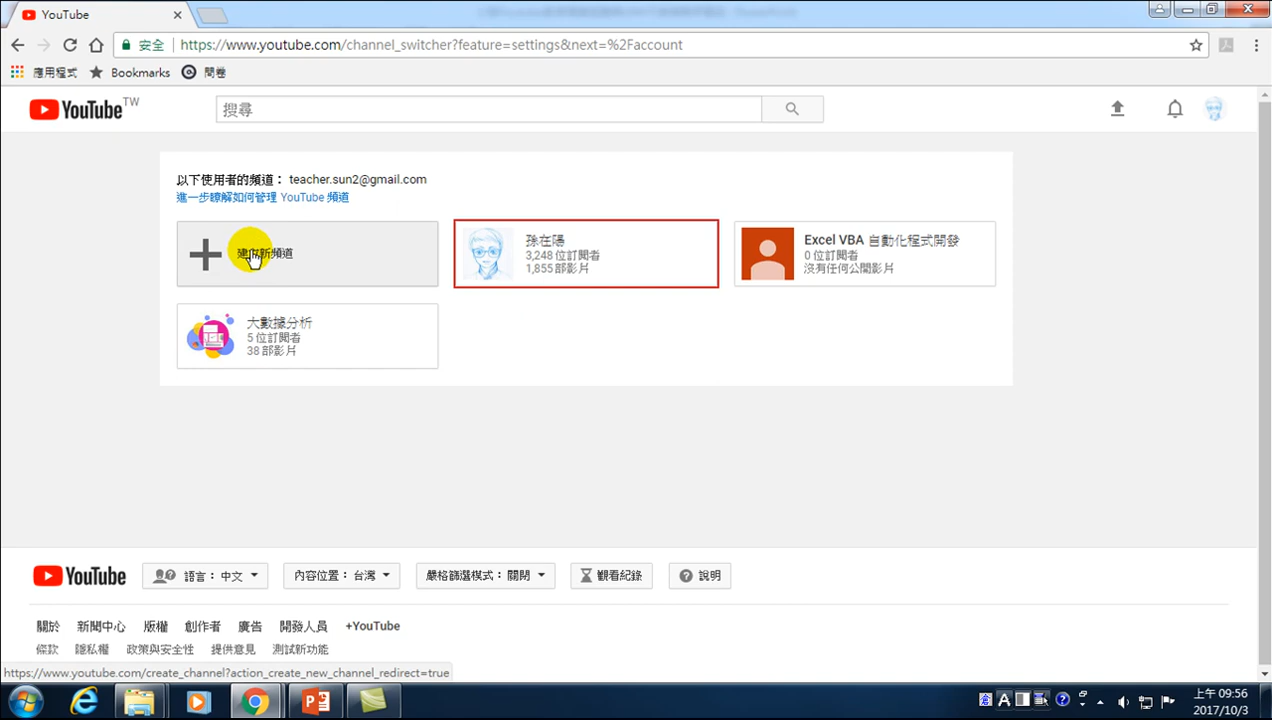 YouTube
安全 https://www.youtube.com/channel_switcher?feature=settings&next=%2Faccount
應用程式 Bookmarks 問卷
YouTube TW
搜尋
以下使用者的頻道： teacher.sun2@gmail.com
進一步瞭解如何管理 YouTube 頻道
建立新頻道
孫在陽
3,248 位訂閱者
1,855 部影片
Excel VBA 自動化程式開發
0 位訂閱者
沒有任何公開影片
大數據分析
5 位訂閱者
38 部影片
YouTube 語言：中文 內容位置：台灣 嚴格篩選模式：關閉 觀看紀錄 說明
關於 新聞中心 版權 創作者 廣告 開發人員 +YouTube
條款 隱私權 政策與安全性 提供意見 測試新功能
https://www.youtube.com/create_channel?action_create_new_channel_redirect=true
上午 09:56
2017/10/3